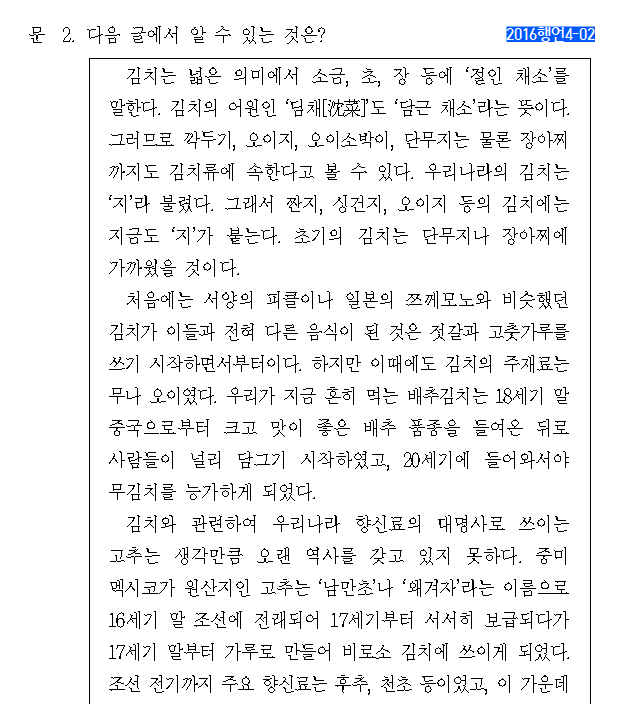 문 2. 다음 글에서 알 수 있는 것은? 2016행언4-02
김치는 넓은 의미에서 소금, 초, 장 등에 ‘절인 채소’를
말한다. 김치의 어원인 ‘딤채[沈菜]’도 ‘담근 채소’라는 뜻이다.
그러므로 깍두기, 오이지, 오이소박이, 단무지는 물론 장아찌
까지도 김치류에 속한다고 볼 수 있다. 우리나라의 김치는
‘지’라 불렸다. 그래서 짠지, 싱건지, 오이지 등의 김치에는
지금도 ‘지’가 붙는다. 초기의 김치는 단무지나 장아찌에
가까웠을 것이다.
처음에는 서양의 피클이나 일본의 쯔께모노와 비슷했던
김치가 이들과 전혀 다른 음식이 된 것은 젓갈과 고춧가루를
쓰기 시작하면서부터이다. 하지만 이때에도 김치의 주재료는
무나 오이였다. 우리가 지금 흔히 먹는 배추김치는 18세기 말
중국으로부터 크고 맛이 좋은 배추 품종을 들여온 뒤로
사람들이 널리 담그기 시작하였고, 20세기에 들어와서야
무김치를 능가하게 되었다.
김치와 관련하여 우리나라 향신료의 대명사로 쓰이는
고추는 생각만큼 오랜 역사를 갖고 있지 못하다. 중미
멕시코가 원산지인 고추는 ‘남만초’나 ‘왜겨자’라는 이름으로
16세기 말 조선에 전래되어 17세기부터 서서히 보급되다가
17세기 말부터 가루로 만들어 비로소 김치에 쓰이게 되었다.
조선 전기까지 주요 향신료는 후추, 천초 등이었고, 이 가운데